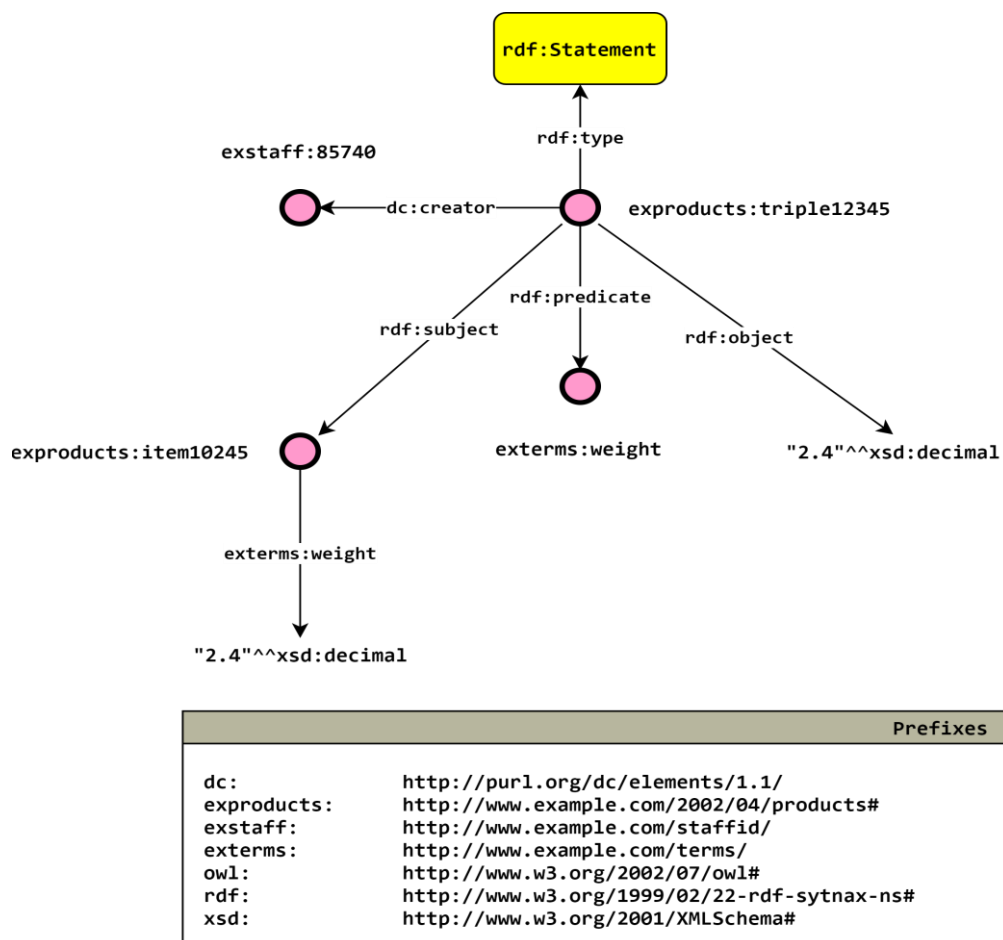 rdf:Statement
rdf:type
exstaff:85740
dc:creator
exproducts:triple12345
rdf:predicate
rdf:subject
rdf:object
exproducts:item10245
exterms:weight
"2.4"^^xsd:decimal
exterms:weight
"2.4"^^xsd:decimal
Prefixes
dc: http://purl.org/dc/elements/1.1/
exproducts: http://www.example.com/2002/04/products#
exstaff: http://www.example.com/staffid/
exterms: http://www.example.com/terms/
owl: http://www.w3.org/2002/07/owl#
rdf: http://www.w3.org/1999/02/22-rdf-sytnax-ns#
xsd: http://www.w3.org/2001/XMLSchema#